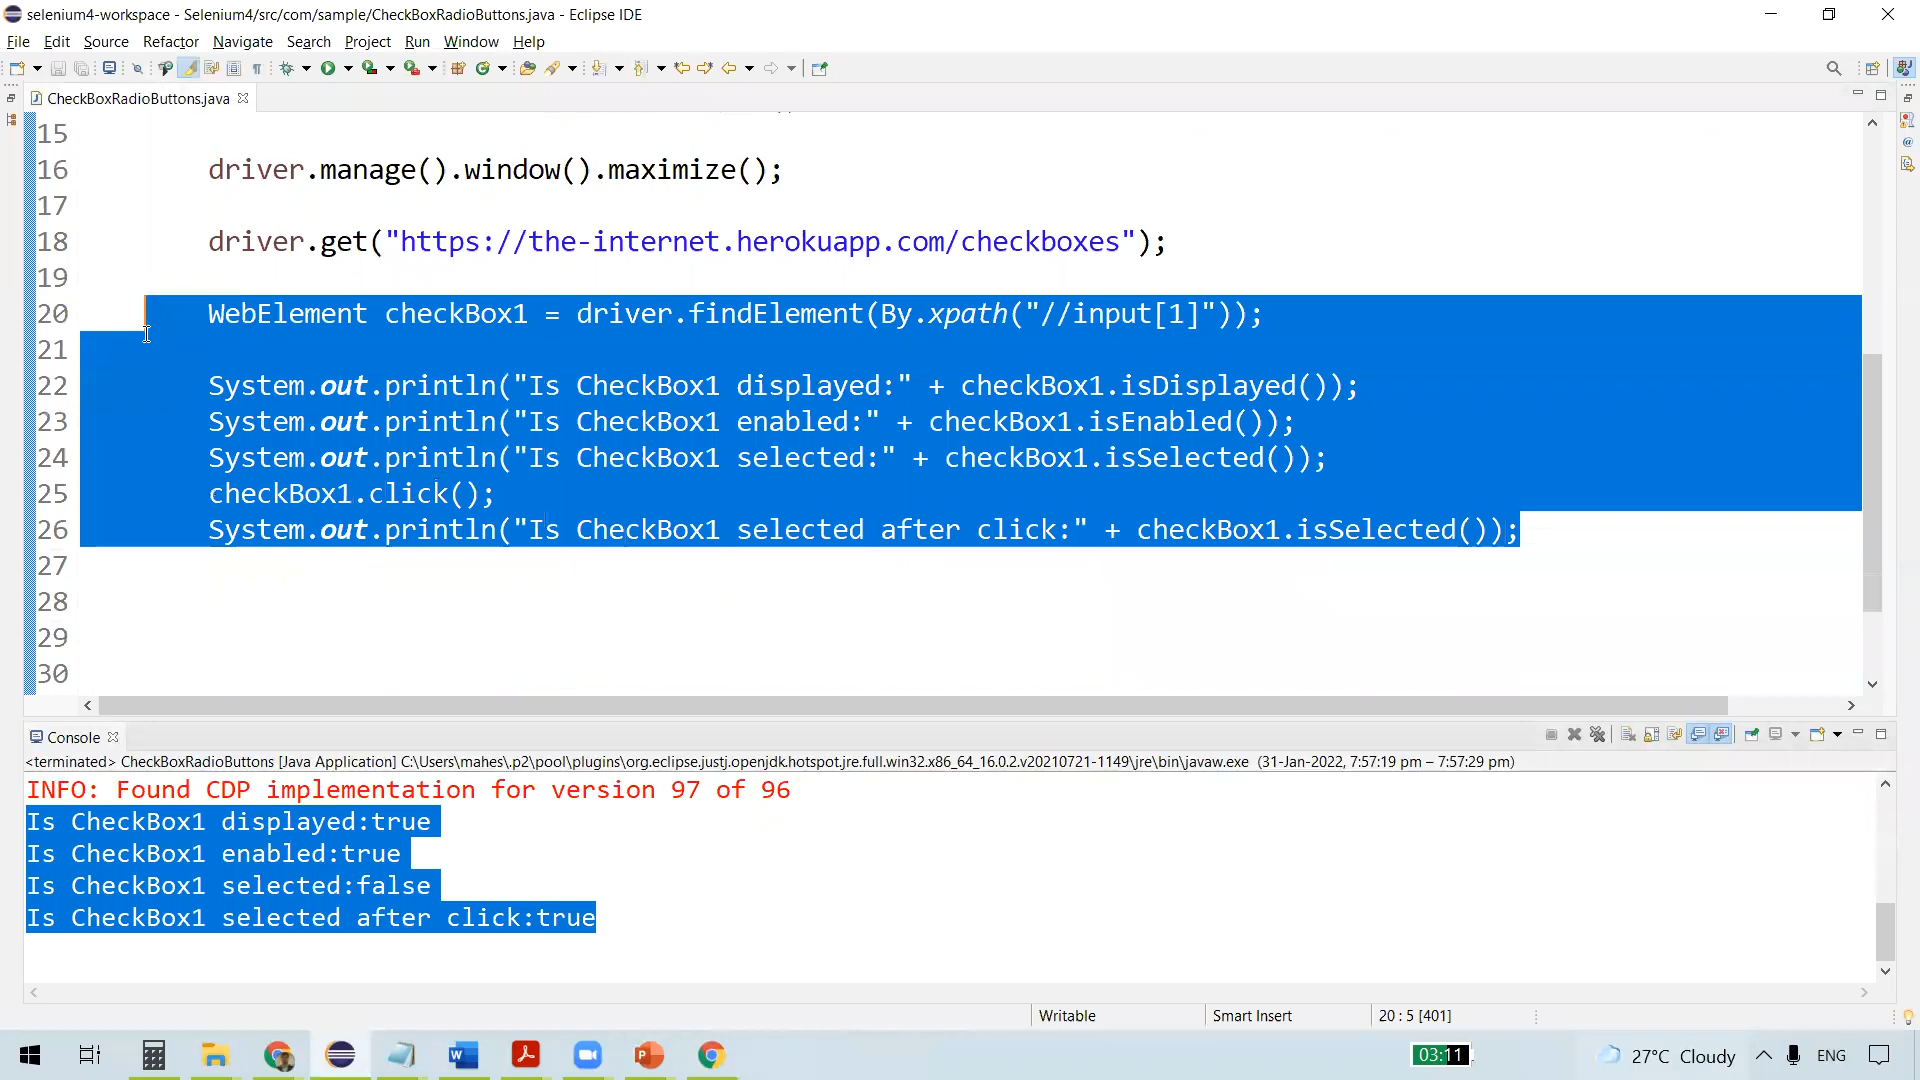 selenium4-workspace - Selenium4/src/com/sample/CheckBoxRadioButtons.java - Eclipse IDE
File Edit Source Refactor Navigate Search Project Run Window Help
CheckBoxRadioButtons.java
15
16 driver.manage().window().maximize();
17
18 driver.get("https://the-internet.herokuapp.com/checkboxes");
19
20 WebElement checkBox1 = driver.findElement(By.xpath("//input[1]"));
21
22 System.out.println("Is CheckBox1 displayed:" + checkBox1.isDisplayed());
23 System.out.println("Is CheckBox1 enabled:" + checkBox1.isEnabled());
24 System.out.println("Is CheckBox1 selected:" + checkBox1.isSelected());
25 checkBox1.click();
26 System.out.println("Is CheckBox1 selected after click:" + checkBox1.isSelected());
27
28
29
30
Console
<terminated> CheckBoxRadioButtons [Java Application] C:\Users\mahes\.p2\pool\plugins\org.eclipse.justj.openjdk.hotspot.jre.full.win32.x86_64_16.0.2.v20210721-1149\jre\bin\javaw.exe (31-Jan-2022, 7:57:19 pm – 7:57:29 pm)
INFO: Found CDP implementation for version 97 of 96
Is CheckBox1 displayed:true
Is CheckBox1 enabled:true
Is CheckBox1 selected:false
Is CheckBox1 selected after click:true
Writable Smart Insert 20 : 5 [401]
03:11 27°C Cloudy ENG